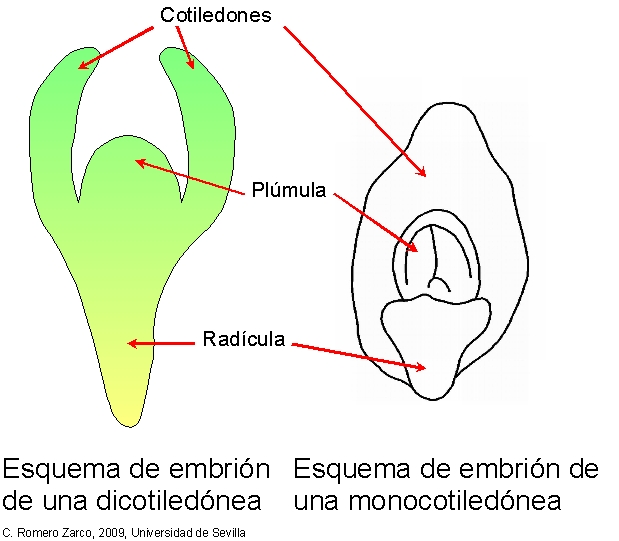 Cotiledones
Plúmula
Radícula
Esquema de embrión
de una dicotiledónea
Esquema de embrión de
una monocotiledónea
C. Romero Zarco, 2009, Universidad de Sevilla